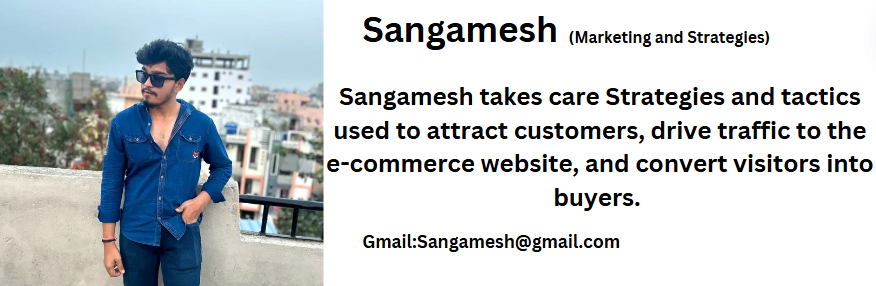 Sangamesh (Marketing and Strategies)
Sangamesh takes care Strategies and tactics
used to attract customers, drive traffic to the
e-commerce website, and convert visitors into
buyers.
Gmail:Sangamesh@gmail.com